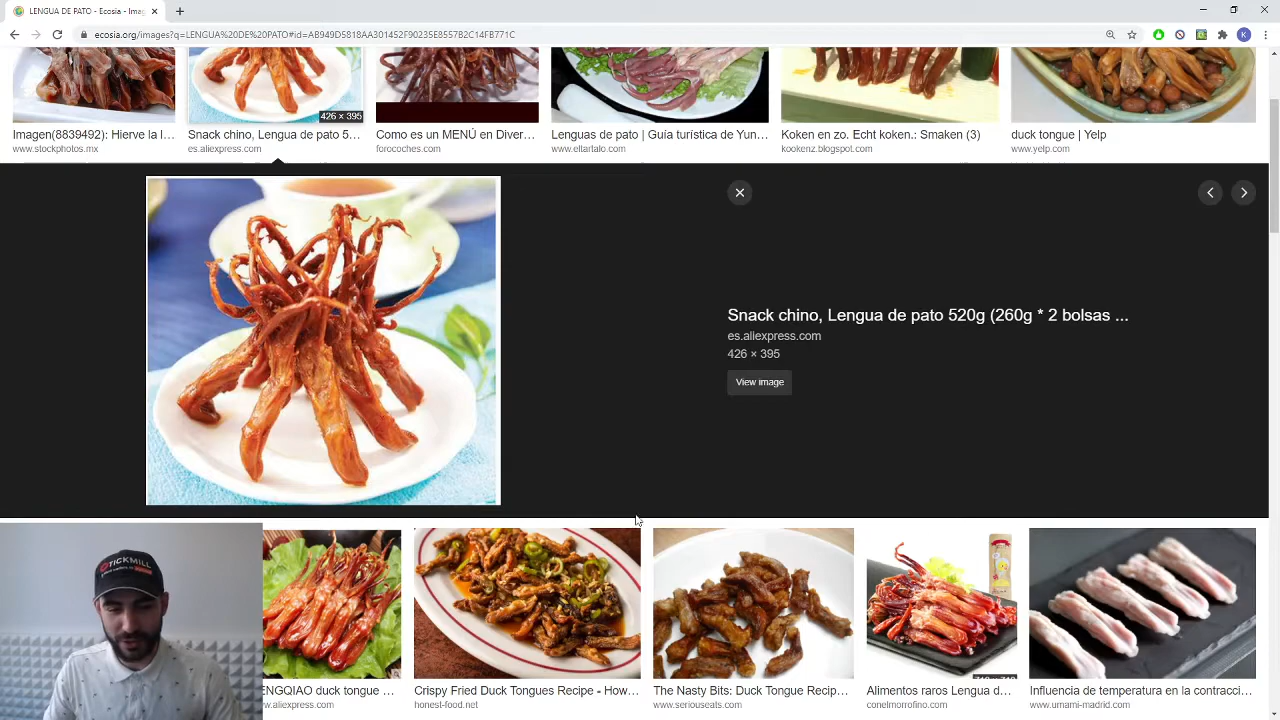 LENGUA DE PATO - Ecosia - Imag
ecosia.org/images?q=LENGUA%20DE%20PATO#id=AB949D5818AA301452F90235E8557B2C14FB771C
K
426 × 395
Imagen(8839492): Hierve la l...
www.stockphotos.mx
Snack chino, Lengua de pato 5...
es.aliexpress.com
Como es un MENÚ en Diver...
forocoches.com
Lenguas de pato | Guía turística de Yun...
www.eltartalo.com
Koken en zo. Echt koken.: Smaken (3)
kookenz.blogspot.com
duck tongue | Yelp
www.yelp.com
Snack chino, Lengua de pato 520g (260g * 2 bolsas ...
es.aliexpress.com
426 × 395
View image
TICKMILL
ENGQIN duck tongue ...
w.aliexpress.com
Crispy Fried Duck Tongues Recipe - How...
honest-food.net
The Nasty Bits: Duck Tongue Recip...
www.seriouseats.com
Alimentos raros Lengua d...
conelmorrofino.com
Influencia de temperatura en la contracci...
www.umami-madrid.com